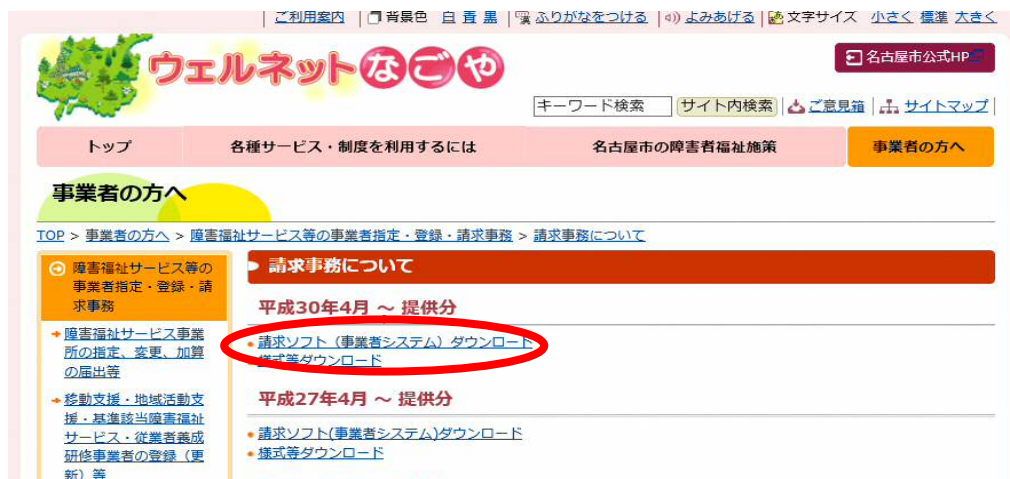 ご利用案内 背景色 白 青 黒 ふりがなをつける よみあげる 文字サイズ 小さく 標準 大きく
ウェルネットなごや
名古屋市公式HP
キーワード検索 サイト内検索 ご意見箱 サイトマップ
トップ 各種サービス・制度を利用するには 名古屋市の障害者福祉施策 事業者の方へ
事業者の方へ
TOP > 事業者の方へ > 障害福祉サービス等の事業者指定・登録・請求事務 > 請求事務について
障害福祉サービス等の
事業者指定・登録・請
求事務
障害福祉サービス事業
所の指定、変更、加算
の届出等
移動支援・地域活動支
援・基準該当障害福祉
サービス・従業者養成
研修事業者の登録（更
新）等
請求事務について
平成30年4月 ～ 提供分
請求ソフト（事業者システム）ダウンロード
様式等ダウンロード
平成27年4月 ～ 提供分
請求ソフト(事業者システム)ダウンロード
様式等ダウンロード